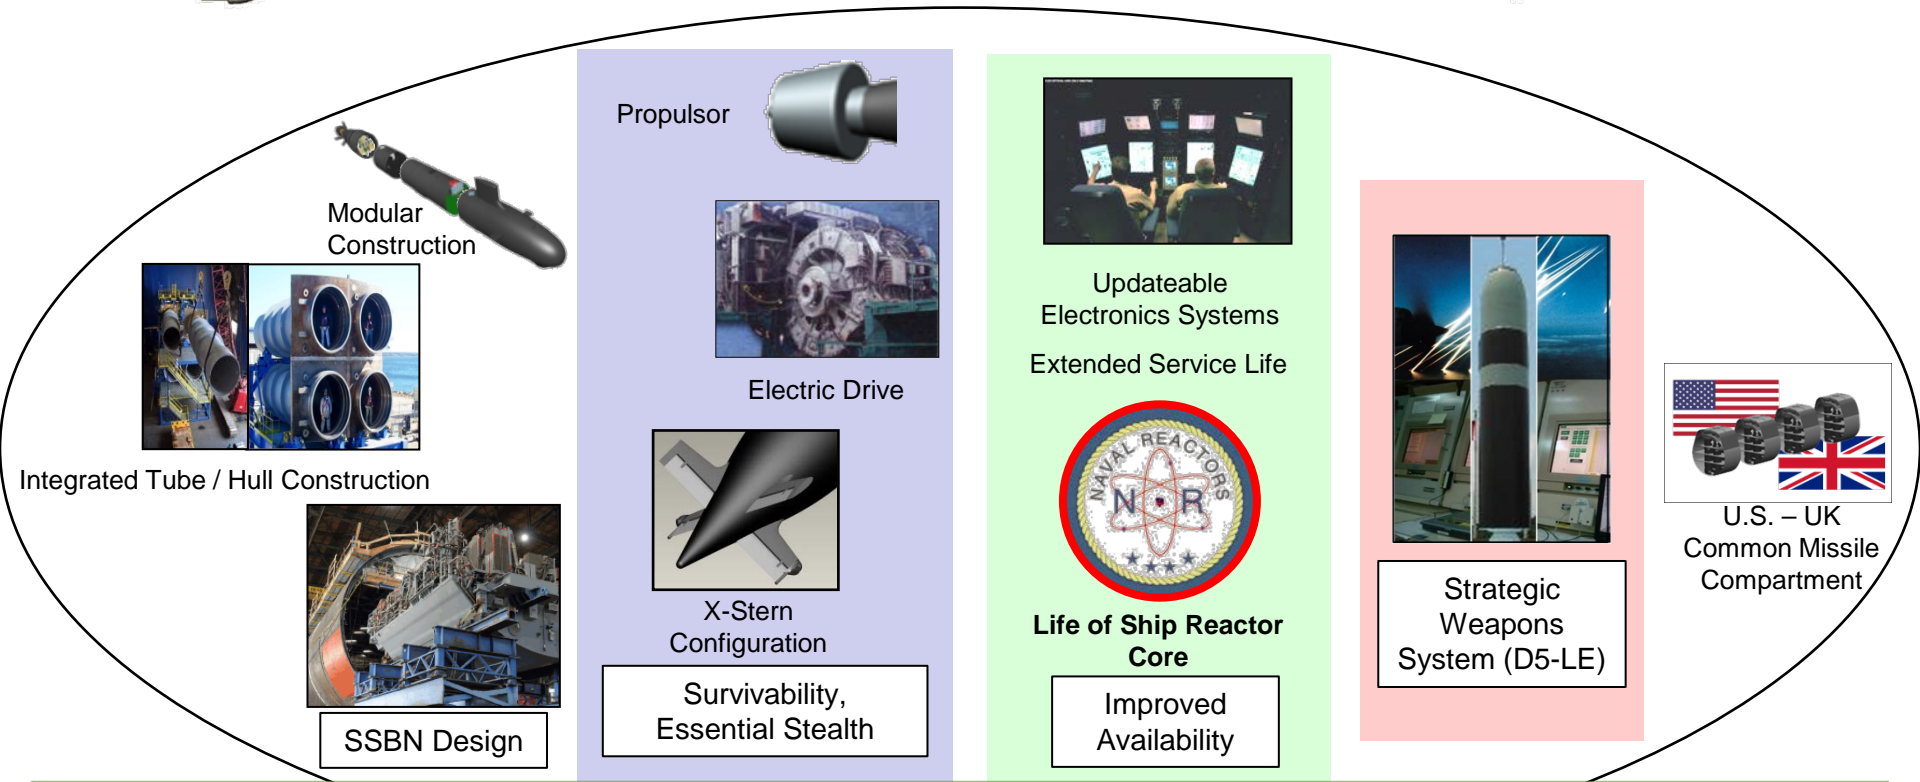 Propulsor
Modular
Construction
Integrated Tube / Hull Construction
SSBN Design
Electric Drive
X-Stern
Configuration
Survivability,
Essential Stealth
Updateable
Electronics Systems
Extended Service Life
NAVAL REACTORS
N R
Life of Ship Reactor
Core
Improved
Availability
Strategic
Weapons
System (D5-LE)
U.S. – UK
Common Missile
Compartment